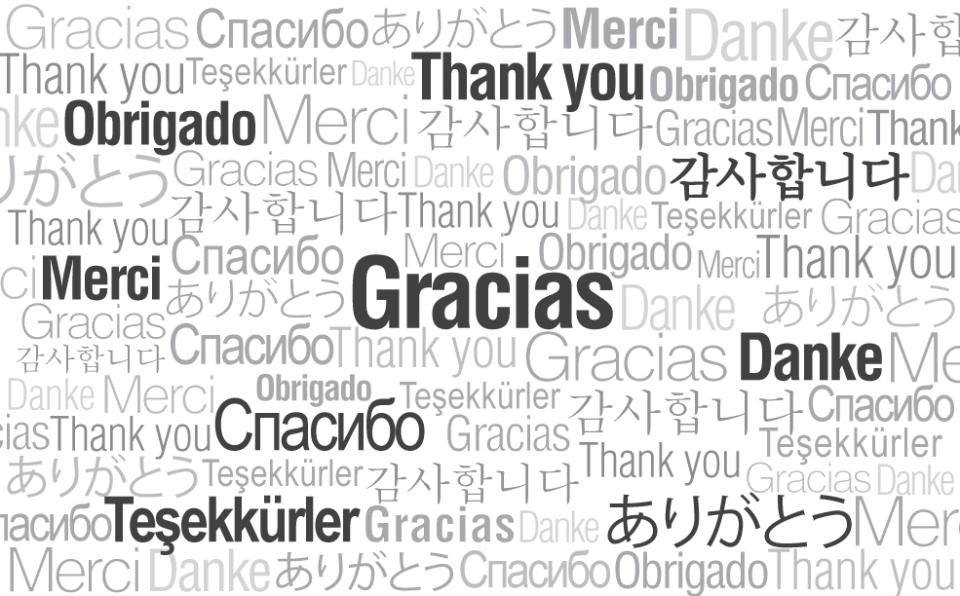 Gracias Спасибо ありがとう Merci Danke 감사합
Thank you Teşekkürler Danke Thank you Obrigado Спасибо
nke Obrigado Merci 감사합니다 Gracias Merci Thank
りがとう Gracias Merci Danke Obrigado 감사합니다 Da
Thank you 감사합니다 Thank you Danke Teşekkürler Gracias
rci Merci Спасибо Merci Obrigado Merci Thank you
ありがとう Gracias Danke ありがとう
Gracias
감사합니다 Спасибо Thank you Gracias Danke Me
Danke Merci Obrigado Teşekkürler 감사합니다 Спасибо
cias Thank you Спасибо Gracias Thank you Teşekkürler
ありがとう Teşekkürler 감사합니다 Gracias Danke
пасибо Teşekkürler Gracias Danke ありがとう Mer
Merci Danke ありがとう Спасибо Obrigado Thank you